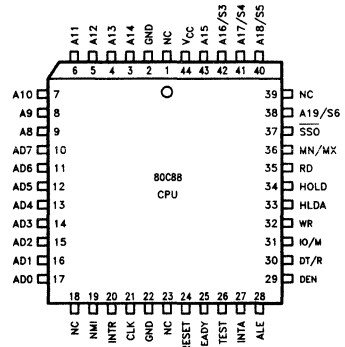 A11 A12 A13 A14 GND NC VCC A15 A16/S3 A17/S4 A18/S5
6 5 4 3 2 1 44 43 42 41 40
A10 7 39 NC
A9 8 38 A19/S6
A8 9 37 SSO
AD7 10 36 MN/MX
AD6 11 35 RD
AD5 12 80C88 34 HOLD
AD4 13 CPU 33 HLDA
AD3 14 32 WR
AD2 15 31 IO/M
AD1 16 30 DT/R
AD0 17 29 DEN
18 19 20 21 22 23 24 25 26 27 28
NC NMI INTR CLK GND NC RESET EADY TEST INTA ALE